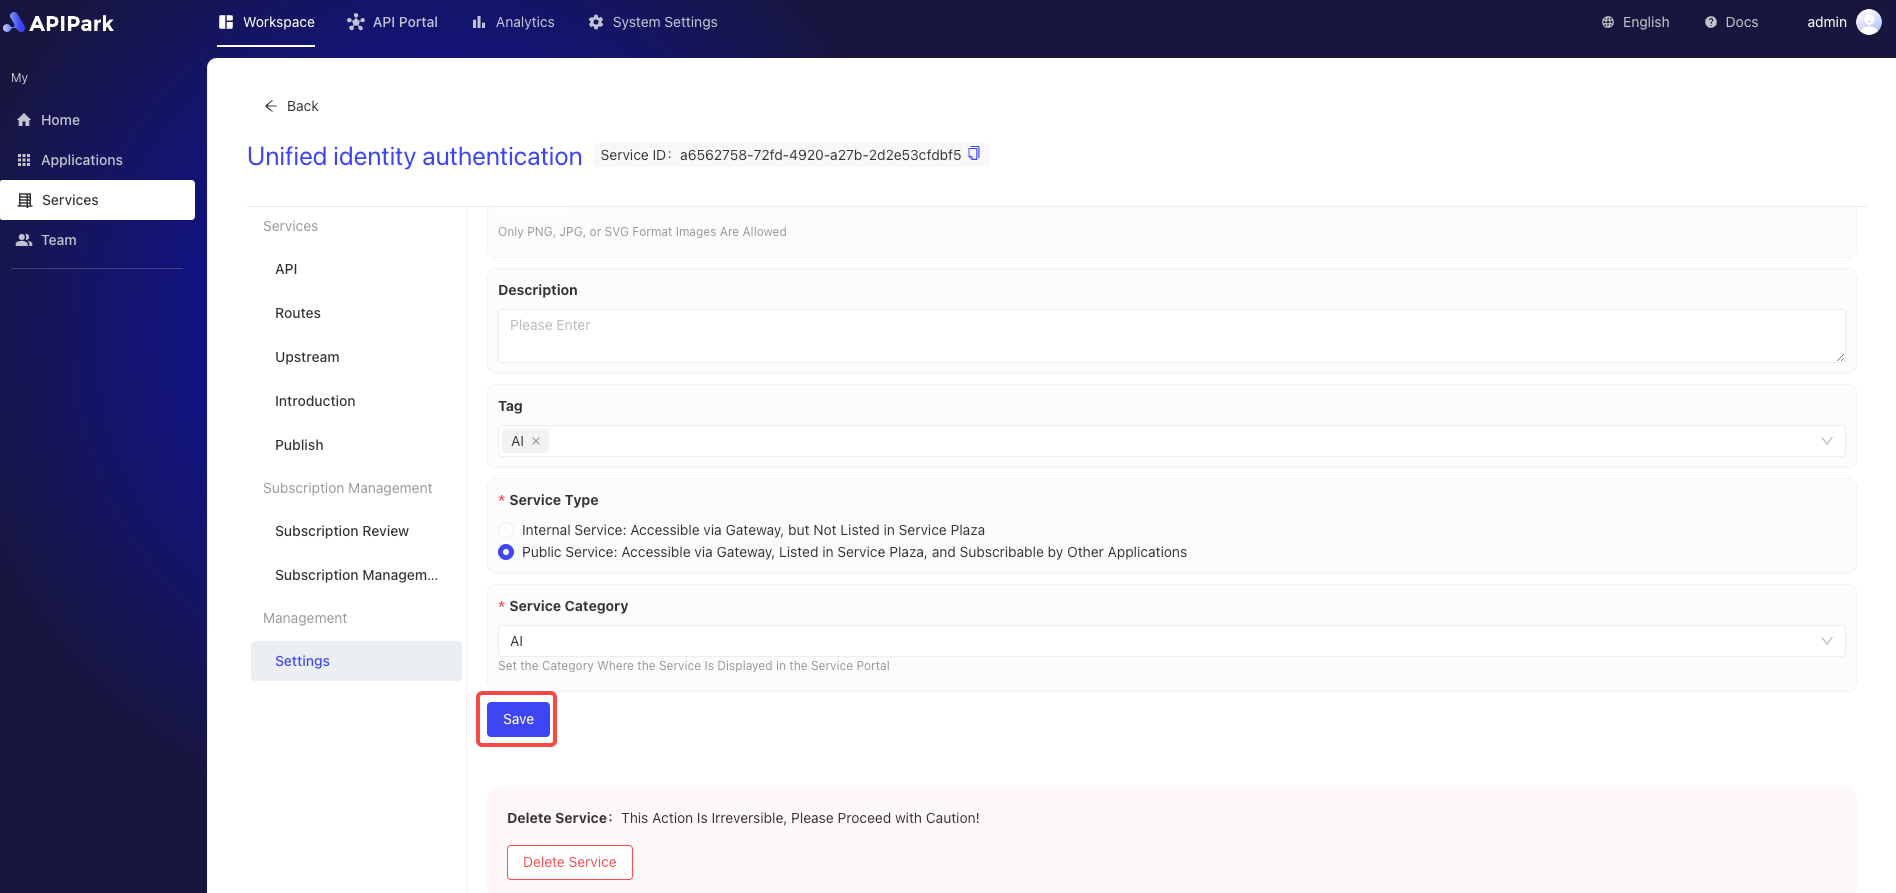 APIPark
Workspace
API Portal
Analytics
System Settings
English
Docs
admin
My
Home
Applications
Services
Team
Back
Unified identity authentication
Service ID: a6562758-72fd-4920-a27b-2d2e53cfdbf5
Services
API
Routes
Upstream
Introduction
Publish
Subscription Management
Subscription Review
Subscription Managem...
Management
Settings
Only PNG, JPG, or SVG Format Images Are Allowed
Description
Please Enter
Tag
AI
* Service Type
Internal Service: Accessible via Gateway, but Not Listed in Service Plaza
Public Service: Accessible via Gateway, Listed in Service Plaza, and Subscribable by Other Applications
* Service Category
AI
Set the Category Where the Service Is Displayed in the Service Portal
Save
Delete Service: This Action Is Irreversible, Please Proceed with Caution!
Delete Service